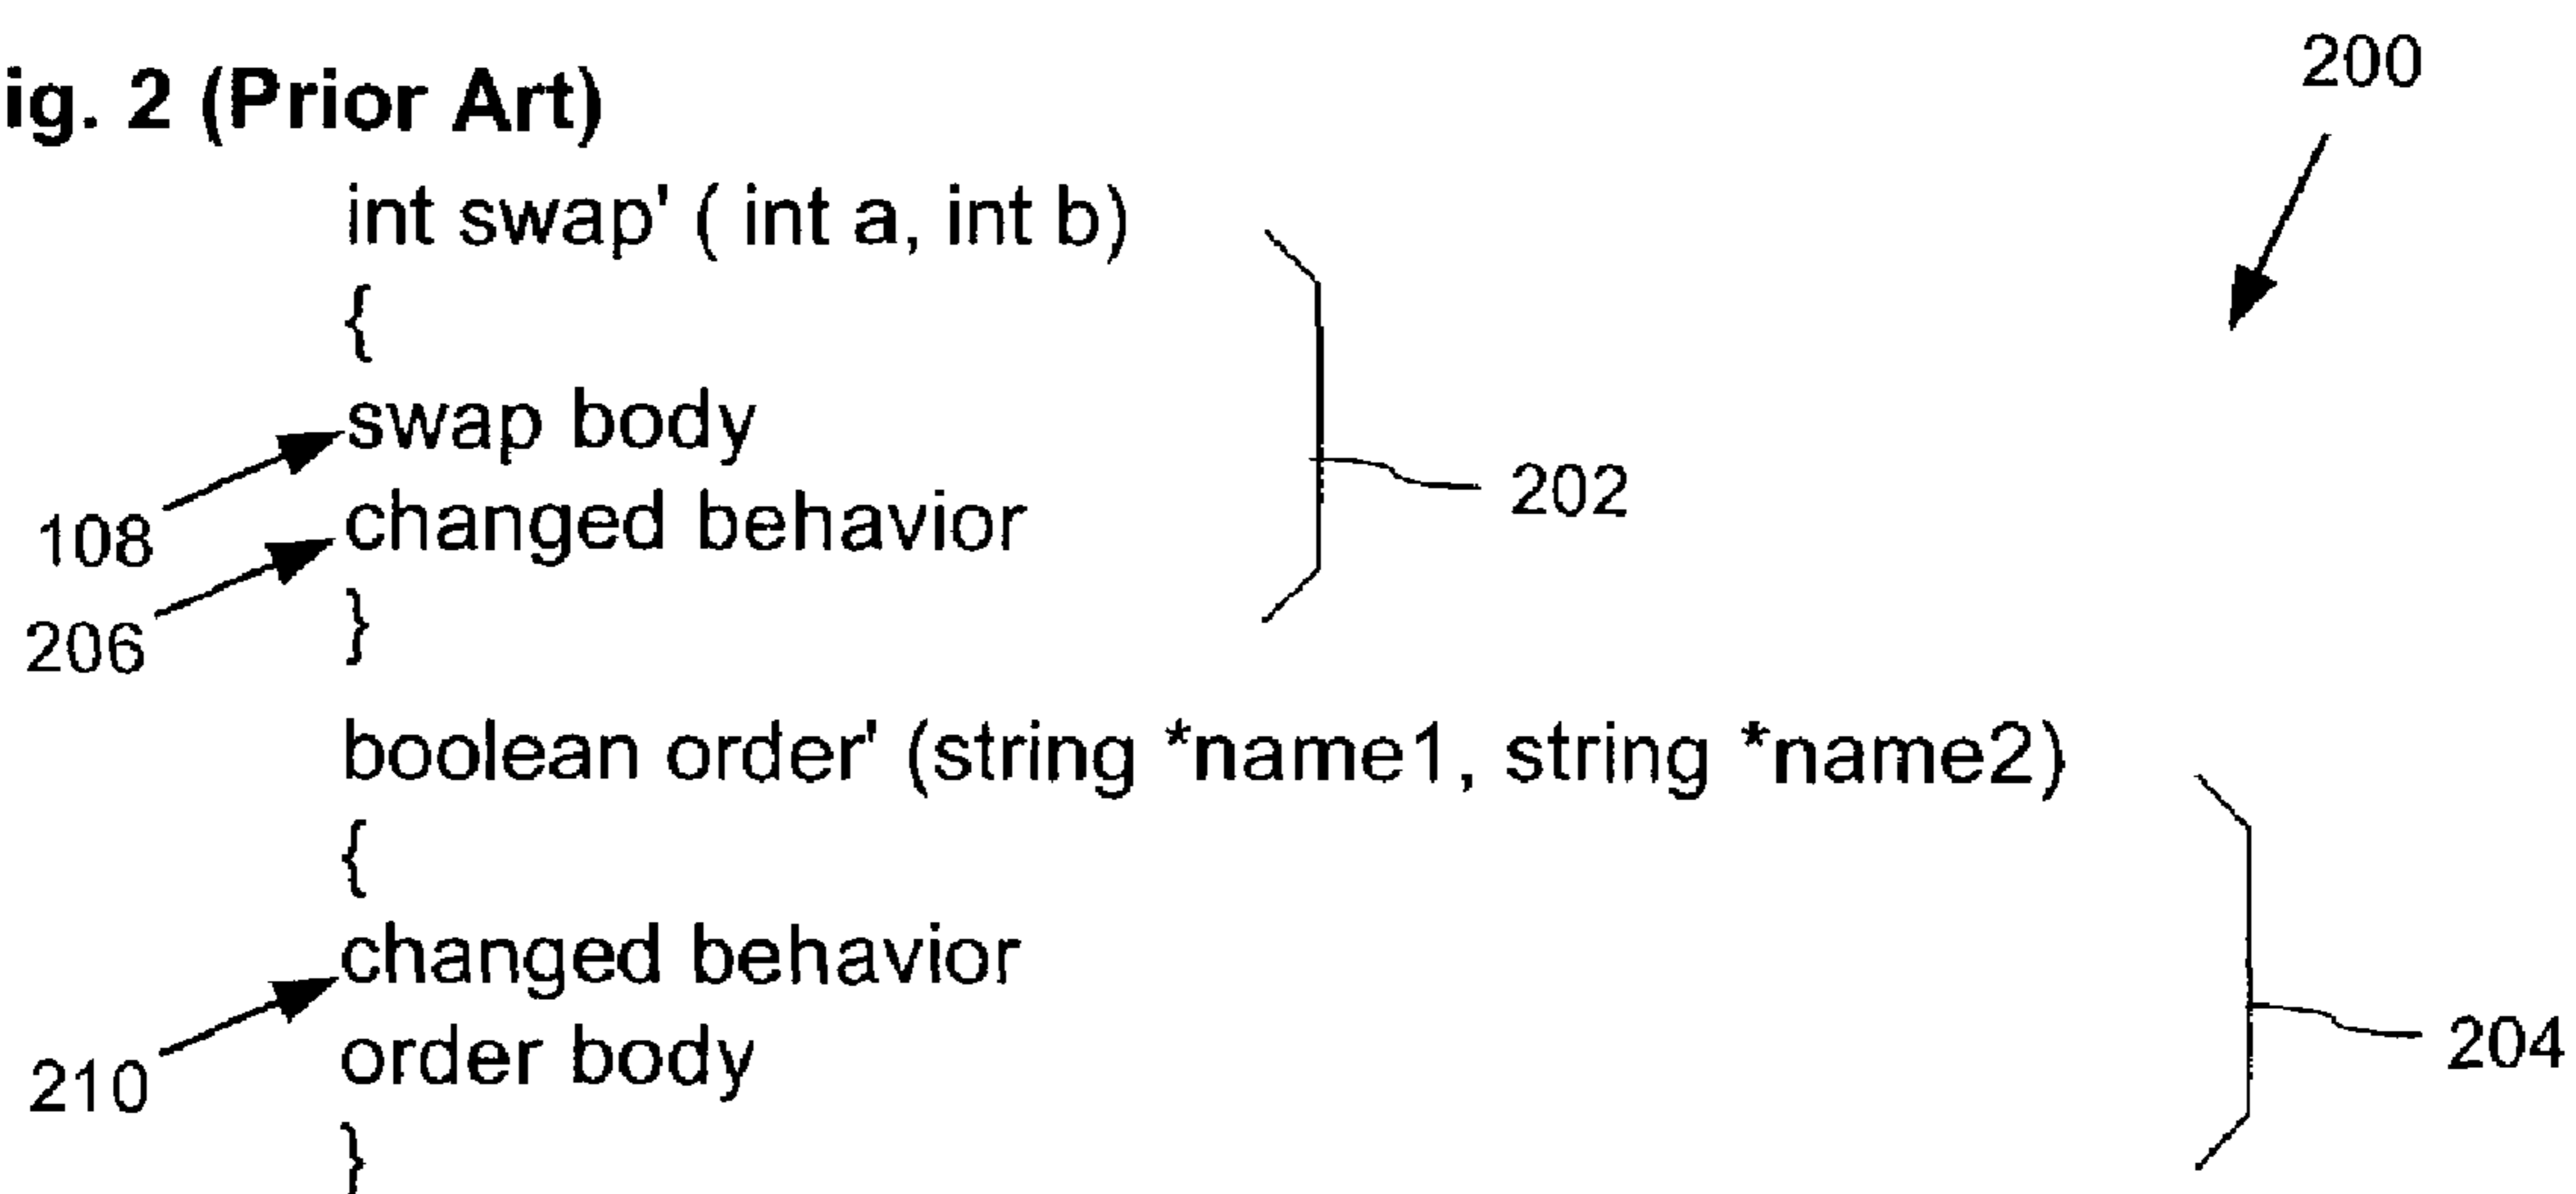 ig. 2 (Prior Art)
200
int swap' ( int a, int b)
{
swap body
108
changed behavior
202
206
}
boolean order' (string *name1, string *name2)
{
changed behavior
210
order body
204
}